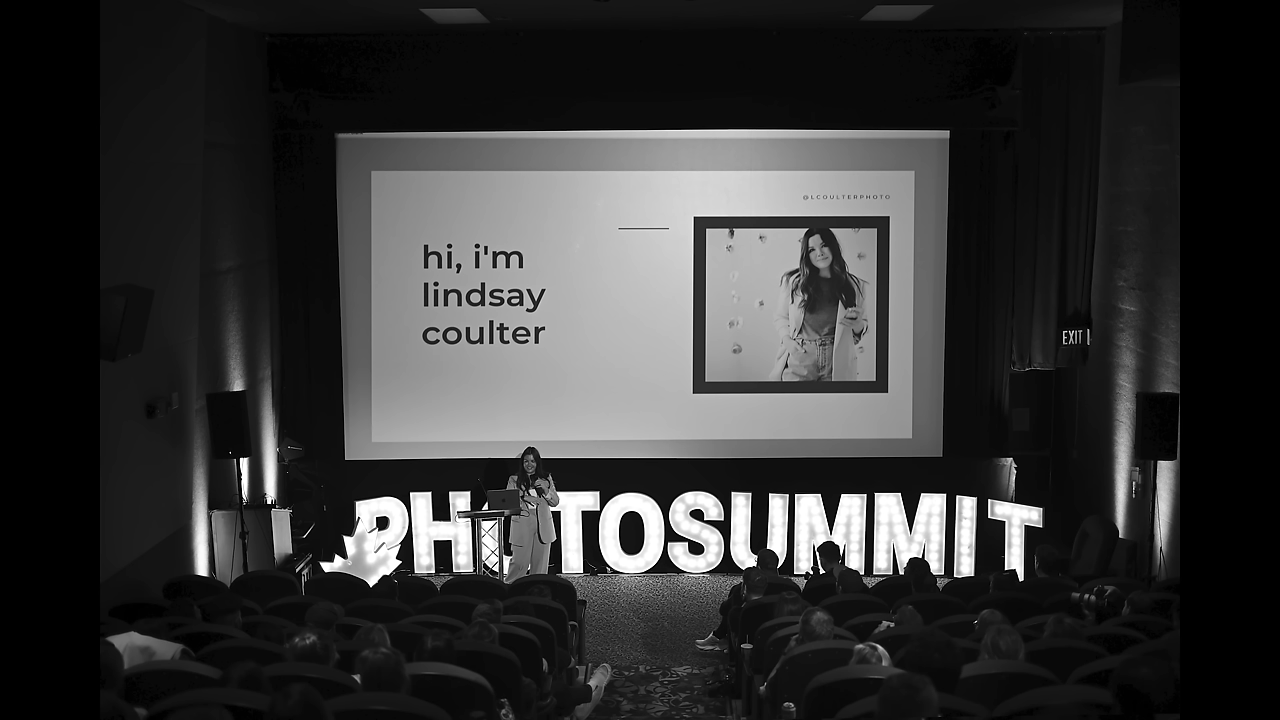 @LCOULTERPHOTO
hi, i'm
lindsay
coulter
EXIT
PHOTOSUMMIT